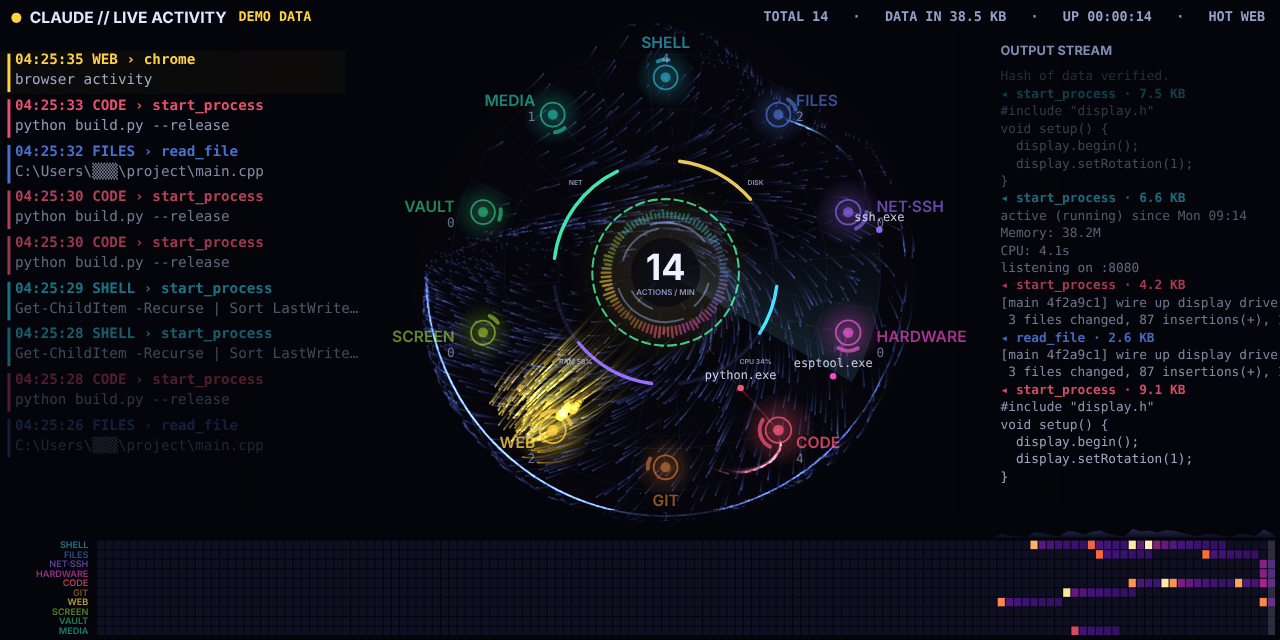 CLAUDE // LIVE ACTIVITY DEMO DATA
TOTAL 14 · DATA IN 38.5 KB · UP 00:00:14 · HOT WEB
04:25:35 WEB › chrome
browser activity
04:25:33 CODE › start_process
python build.py --release
04:25:32 FILES › read_file
C:\Users\▒▒▒\project\main.cpp
04:25:30 CODE › start_process
python build.py --release
04:25:30 CODE › start_process
python build.py --release
04:25:29 SHELL › start_process
Get-ChildItem -Recurse | Sort LastWrite…
04:25:28 SHELL › start_process
Get-ChildItem -Recurse | Sort LastWrite…
04:25:28 CODE › start_process
python build.py --release
04:25:26 FILES › read_file
C:\Users\▒▒▒\project\main.cpp
SHELL
4
MEDIA
1
FILES
2
VAULT
0
NET·SSH
ssh.exe
NET
DISK
14
ACTIONS / MIN
SCREEN
0
HARDWARE
0
RAM 58%
CPU 34%
python.exe
esptool.exe
WEB
2
CODE
4
GIT
1
OUTPUT STREAM
Hash of data verified.
◂ start_process · 7.5 KB
#include "display.h"
void setup() {
display.begin();
display.setRotation(1);
}
◂ start_process · 6.6 KB
active (running) since Mon 09:14
Memory: 38.2M
CPU: 4.1s
listening on :8080
◂ start_process · 4.2 KB
[main 4f2a9c1] wire up display drive
3 files changed, 87 insertions(+),
◂ read_file · 2.6 KB
[main 4f2a9c1] wire up display drive
3 files changed, 87 insertions(+),
◂ start_process · 9.1 KB
#include "display.h"
void setup() {
display.begin();
display.setRotation(1);
}
SHELL
FILES
NET·SSH
HARDWARE
CODE
GIT
WEB
SCREEN
VAULT
MEDIA